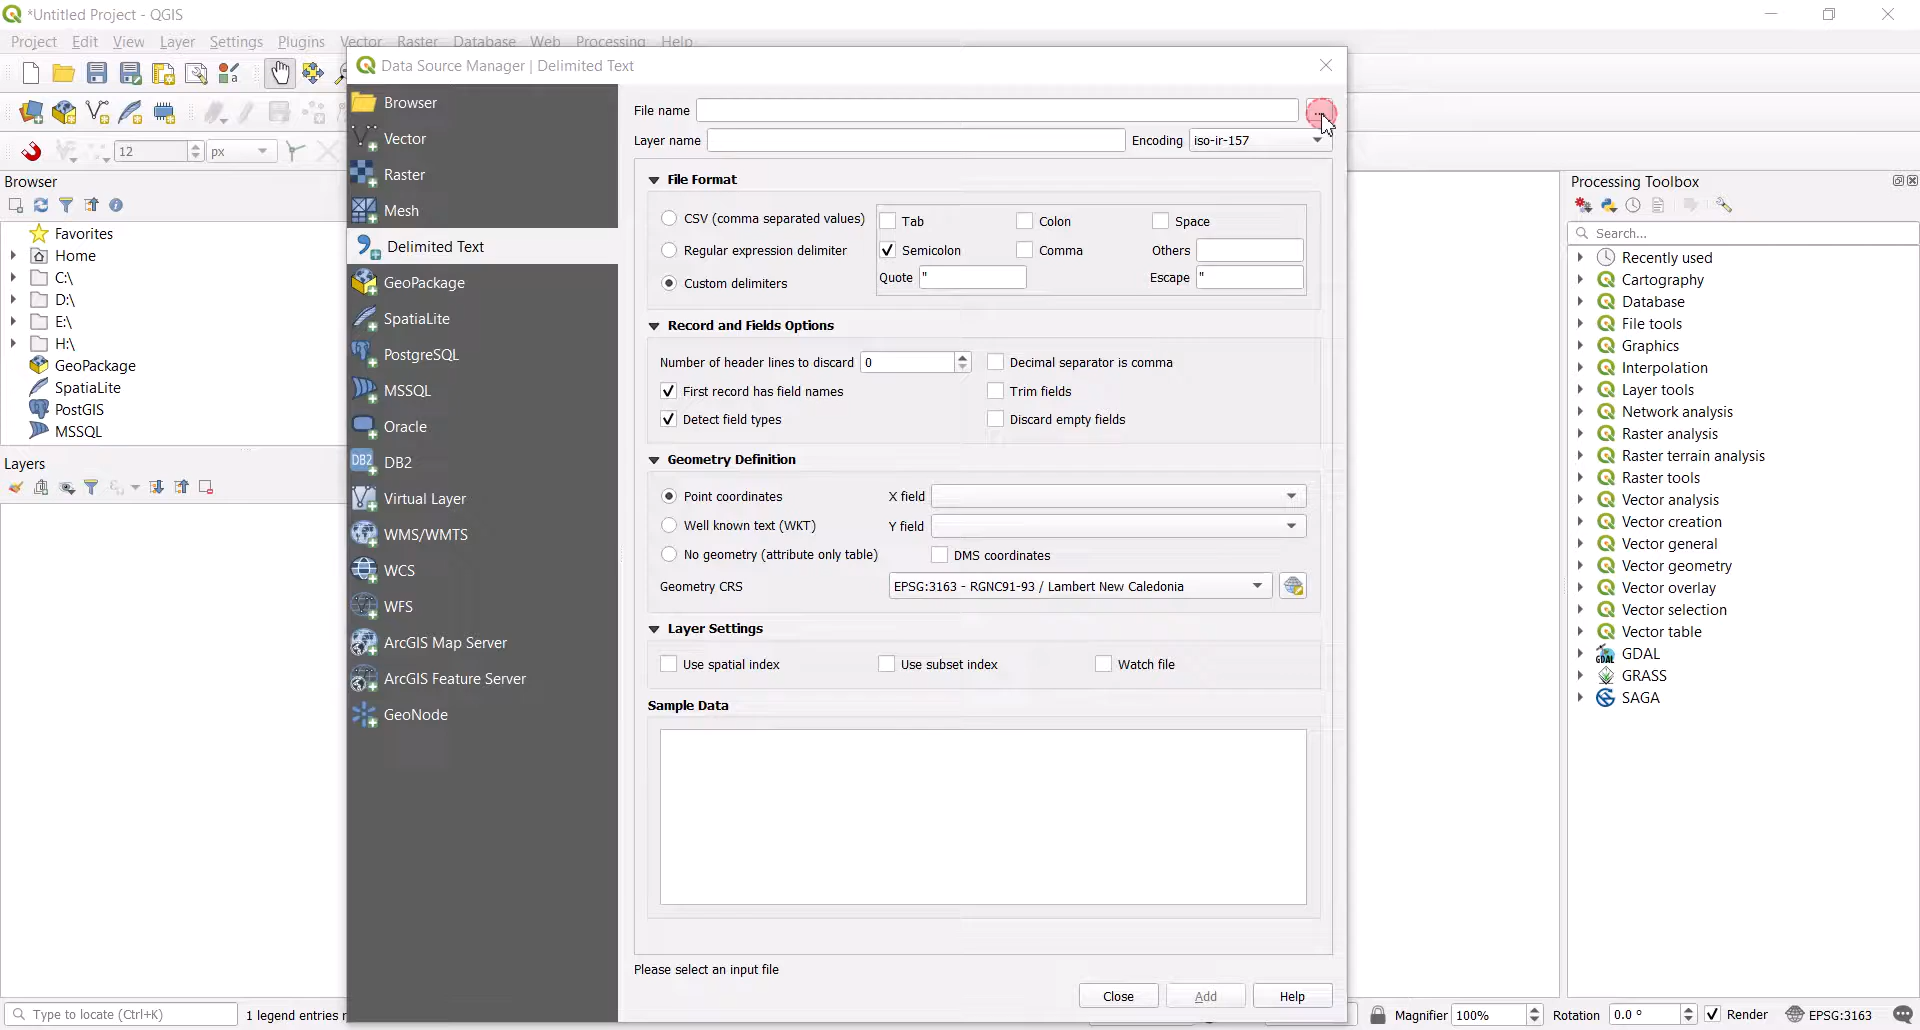 *Untitled Project - QGIS
Project Edit View Layer Settings Plugins Vector Raster Database Web Processing Help
Data Source Manager | Delimited Text
12 px
Browser
Favorites
Home
C:\
D:\
E:\
H:\
GeoPackage
SpatiaLite
PostGIS
MSSQL
Layers
Browser
Vector
Raster
Mesh
Delimited Text
GeoPackage
SpatiaLite
PostgreSQL
MSSQL
Oracle
DB2 DB2
Virtual Layer
WMS/WMTS
WCS
WFS
ArcGIS Map Server
ArcGIS Feature Server
GeoNode
File name ...
Layer name Encoding iso-ir-157
File Format
CSV (comma separated values) Tab Colon Space
Regular expression delimiter Semicolon Comma Others
Custom delimiters Quote " Escape "
Record and Fields Options
Number of header lines to discard 0 Decimal separator is comma
First record has field names Trim fields
Detect field types Discard empty fields
Geometry Definition
Point coordinates X field
Well known text (WKT) Y field
No geometry (attribute only table) DMS coordinates
Geometry CRS EPSG:3163 - RGNC91-93 / Lambert New Caledonia
Layer Settings
Use spatial index Use subset index Watch file
Sample Data
Please select an input file
Close Add Help
Processing Toolbox
Search...
Recently used
Cartography
Database
File tools
Graphics
Interpolation
Layer tools
Network analysis
Raster analysis
Raster terrain analysis
Raster tools
Vector analysis
Vector creation
Vector general
Vector geometry
Vector overlay
Vector selection
Vector table
GDAL GDAL
GRASS
SAGA
Type to locate (Ctrl+K) 1 legend entries Magnifier 100% Rotation 0.0 ° Render EPSG:3163